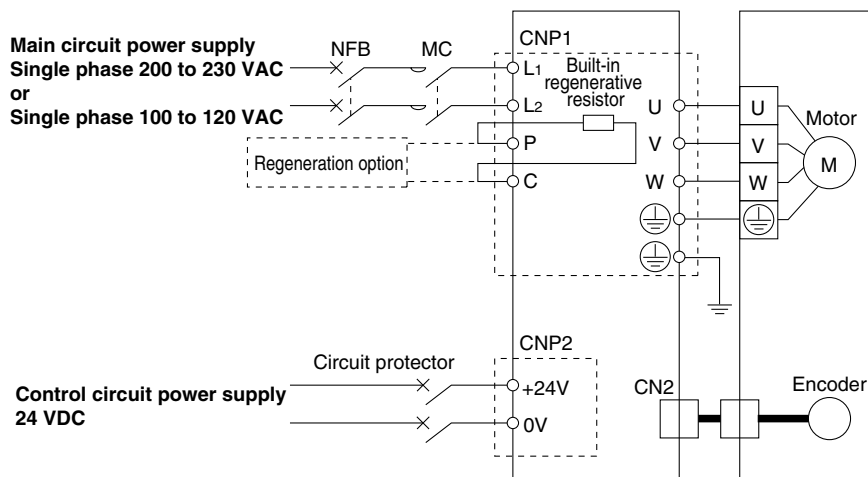 Main circuit power supply
Single phase 200 to 230 VAC
or
Single phase 100 to 120 VAC
NFB
MC
CNP1
L1
L2
P
C
Built-in
regenerative
resistor
Regeneration option
U
V
W
U
V
W
Motor
M
CNP2
Circuit protector
+24V
0V
Control circuit power supply
24 VDC
CN2
Encoder